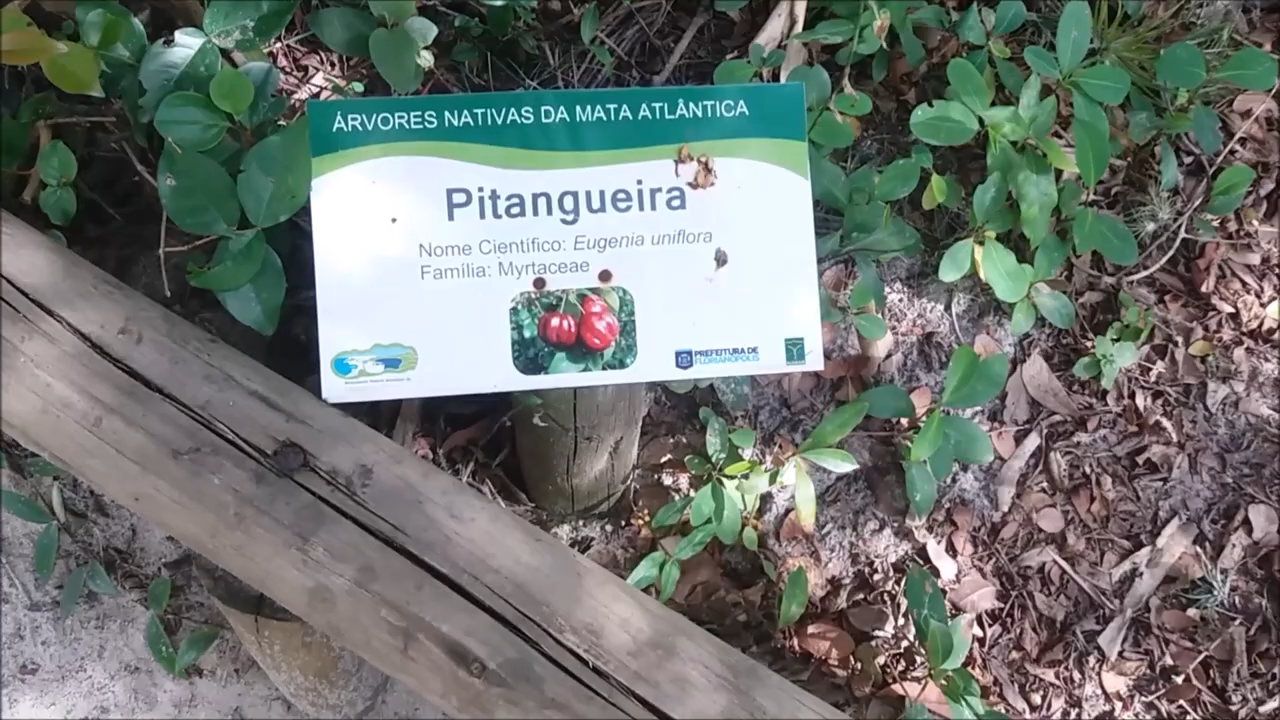 ÁRVORES NATIVAS DA MATA ATLÂNTICA
Pitangueira
Nome Científico: Eugenia uniflora
Família: Myrtaceae
PREFEITURA DE
FLORIANÓPOLIS